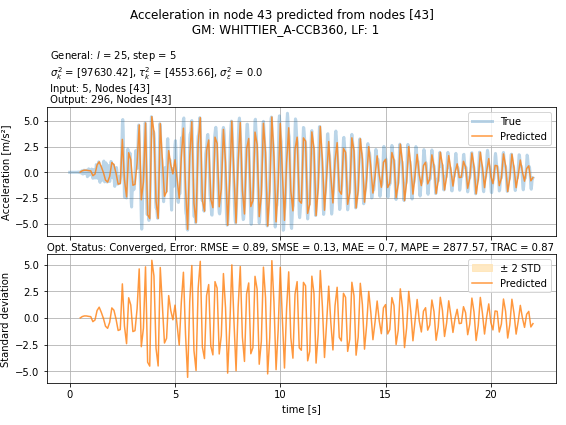 Acceleration in node 43 predicted from nodes [43]
GM: WHITTIER_A-CCB360, LF: 1
General: l = 25, step = 5
σ²ₖ = [97630.42], τ²ₖ = [4553.66], σ²_ε = 0.0
Input: 5, Nodes [43]
Output: 296, Nodes [43]
Acceleration [m/s²]
5.0
2.5
0.0
−2.5
−5.0
True
Predicted
Opt. Status: Converged, Error: RMSE = 0.89, SMSE = 0.13, MAE = 0.7, MAPE = 2877.57, TRAC = 0.87
Standard deviation
5.0
2.5
0.0
−2.5
−5.0
± 2 STD
Predicted
0 5 10 15 20
time [s]